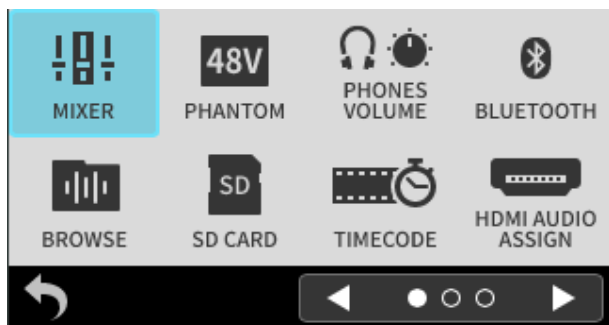 48V
MIXER
PHANTOM
PHONES
VOLUME
BLUETOOTH
SD
BROWSE
SD CARD
TIMECODE
HDMI AUDIO
ASSIGN